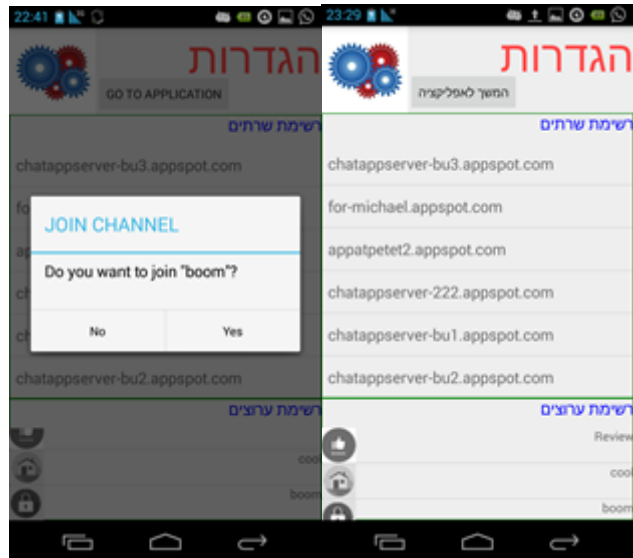 22:41
הגדרות
GO TO APPLICATION
רשימת שרתים
chatappserver-bu3.appspot.com
fo
JOIN CHANNEL
Do you want to join "boom"?
No
Yes
chatappserver-bu2.appspot.com
רשימת ערוצים
cool
boom
23:29
הגדרות
המשך לאפליקציה
רשימת שרתים
chatappserver-bu3.appspot.com
for-michael.appspot.com
appatpetet2.appspot.com
chatappserver-222.appspot.com
chatappserver-bu1.appspot.com
chatappserver-bu2.appspot.com
רשימת ערוצים
Review
cool
boom